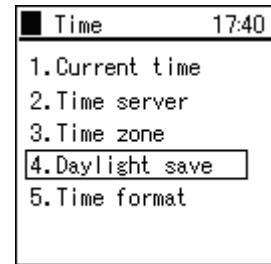 Time 17:40
1.Current time
2.Time server
3.Time zone
4.Daylight save
5.Time format